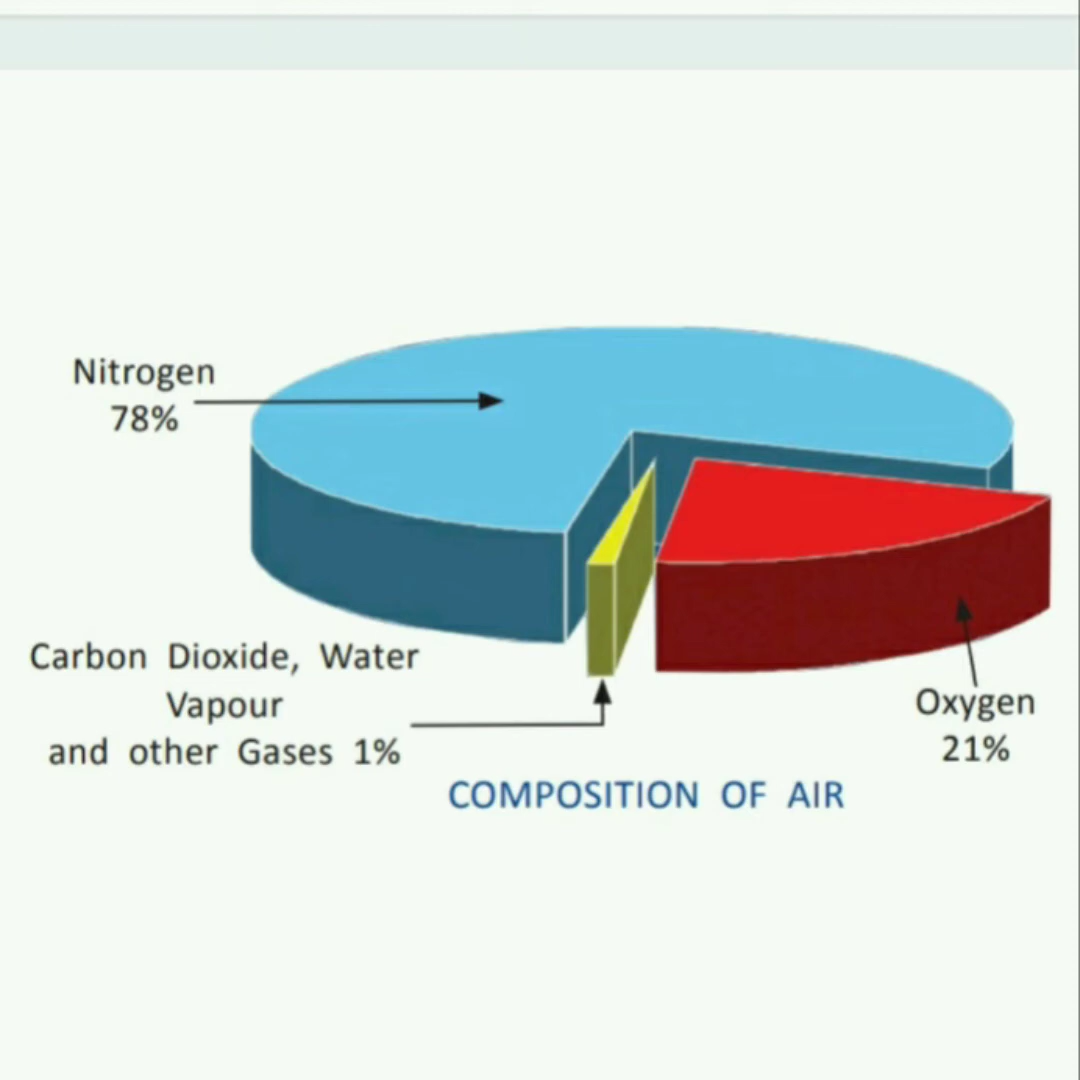 Nitrogen
78%
Carbon Dioxide, Water
Vapour
and other Gases 1%
Oxygen
21%
COMPOSITION OF AIR